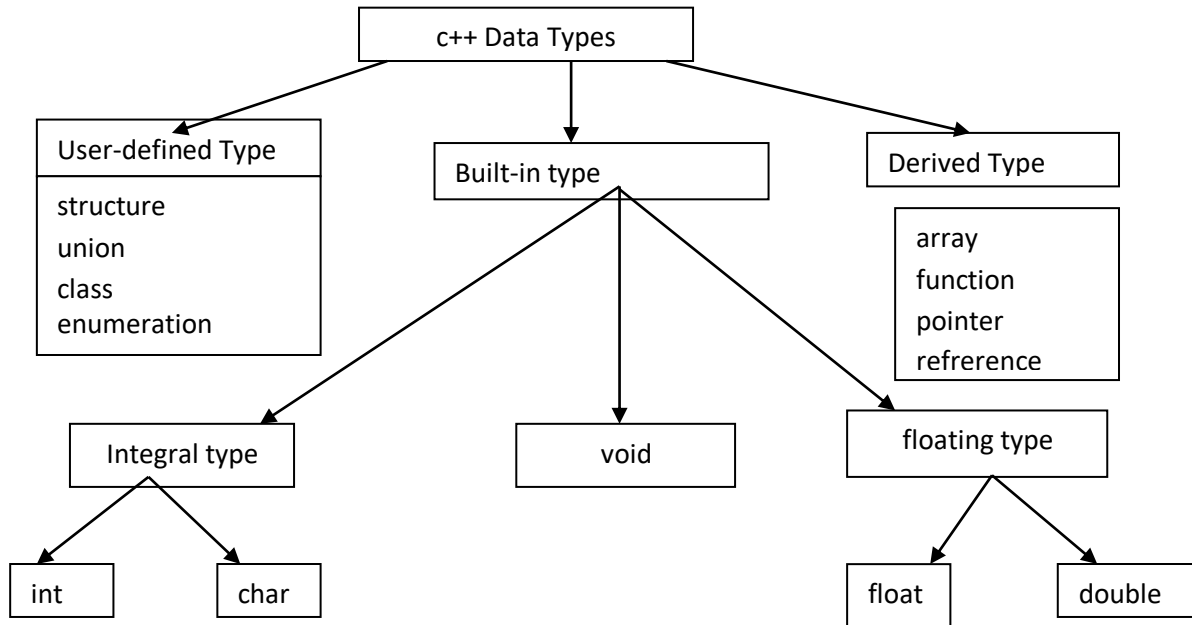 c++ Data Types
User-defined Type
structure
union
class
enumeration
Built-in type
Derived Type
array
function
pointer
refrerence
Integral type
void
floating type
int
char
float
double